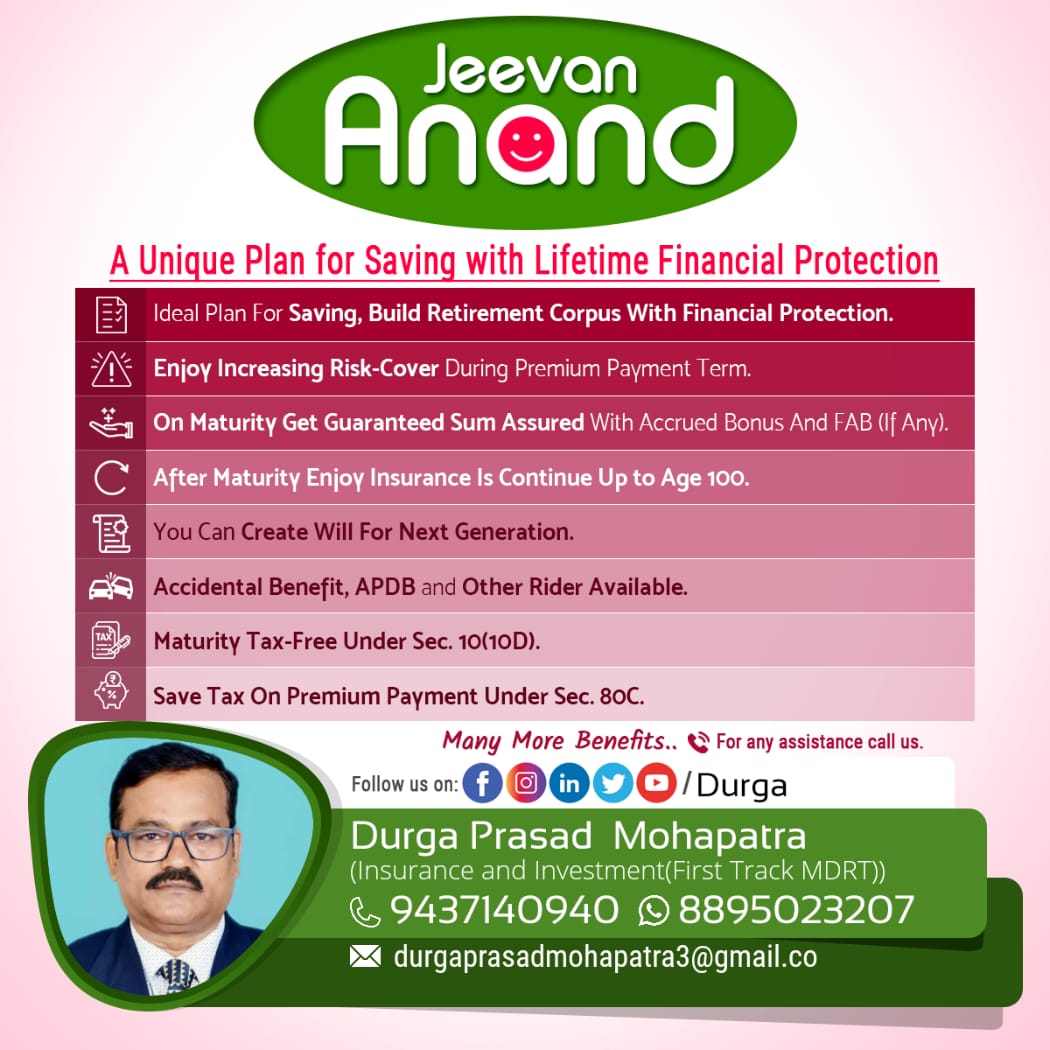 Jeevan
Anand
A Unique Plan for Saving with Lifetime Financial Protection
Ideal Plan For Saving, Build Retirement Corpus With Financial Protection.
Enjoy Increasing Risk-Cover During Premium Payment Term.
On Maturity Get Guaranteed Sum Assured With Accrued Bonus And FAB (If Any).
After Maturity Enjoy Insurance Is Continue Up to Age 100.
You Can Create Will For Next Generation.
Accidental Benefit, APDB and Other Rider Available.
TAX
Maturity Tax-Free Under Sec. 10(10D).
₹
%
Save Tax On Premium Payment Under Sec. 80C.
Many More Benefits.. For any assistance call us.
Follow us on: /Durga
Durga Prasad Mohapatra
(Insurance and Investment(First Track MDRT))
9437140940 8895023207
durgaprasadmohapatra3@gmail.co